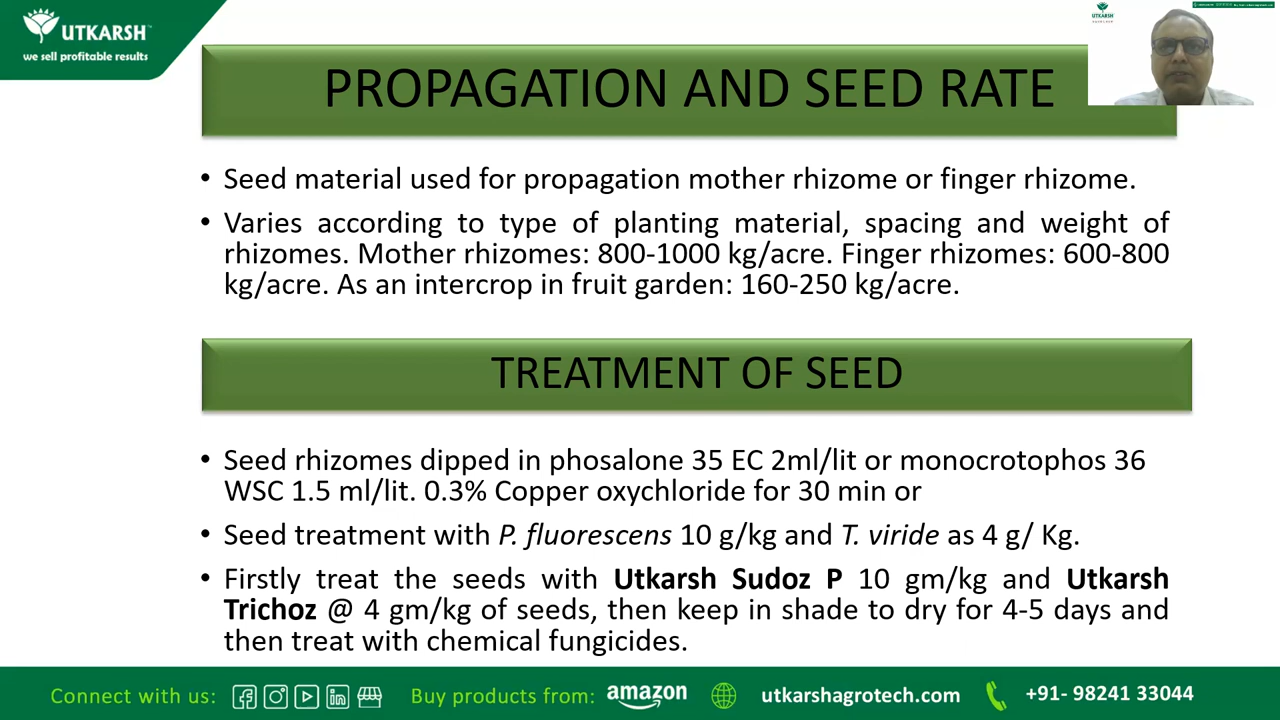 UTKARSH™
we sell profitable results
UTKARSH
PROPAGATION AND SEED RATE
• Seed material used for propagation mother rhizome or finger rhizome.
• Varies according to type of planting material, spacing and weight of
rhizomes. Mother rhizomes: 800-1000 kg/acre. Finger rhizomes: 600-800
kg/acre. As an intercrop in fruit garden: 160-250 kg/acre.
TREATMENT OF SEED
• Seed rhizomes dipped in phosalone 35 EC 2ml/lit or monocrotophos 36
WSC 1.5 ml/lit. 0.3% Copper oxychloride for 30 min or
• Seed treatment with P. fluorescens 10 g/kg and T. viride as 4 g/ Kg.
• Firstly treat the seeds with Utkarsh Sudoz P 10 gm/kg and Utkarsh
Trichoz @ 4 gm/kg of seeds, then keep in shade to dry for 4-5 days and
then treat with chemical fungicides.
Connect with us: Buy products from: amazon utkarshagrotech.com +91- 98241 33044